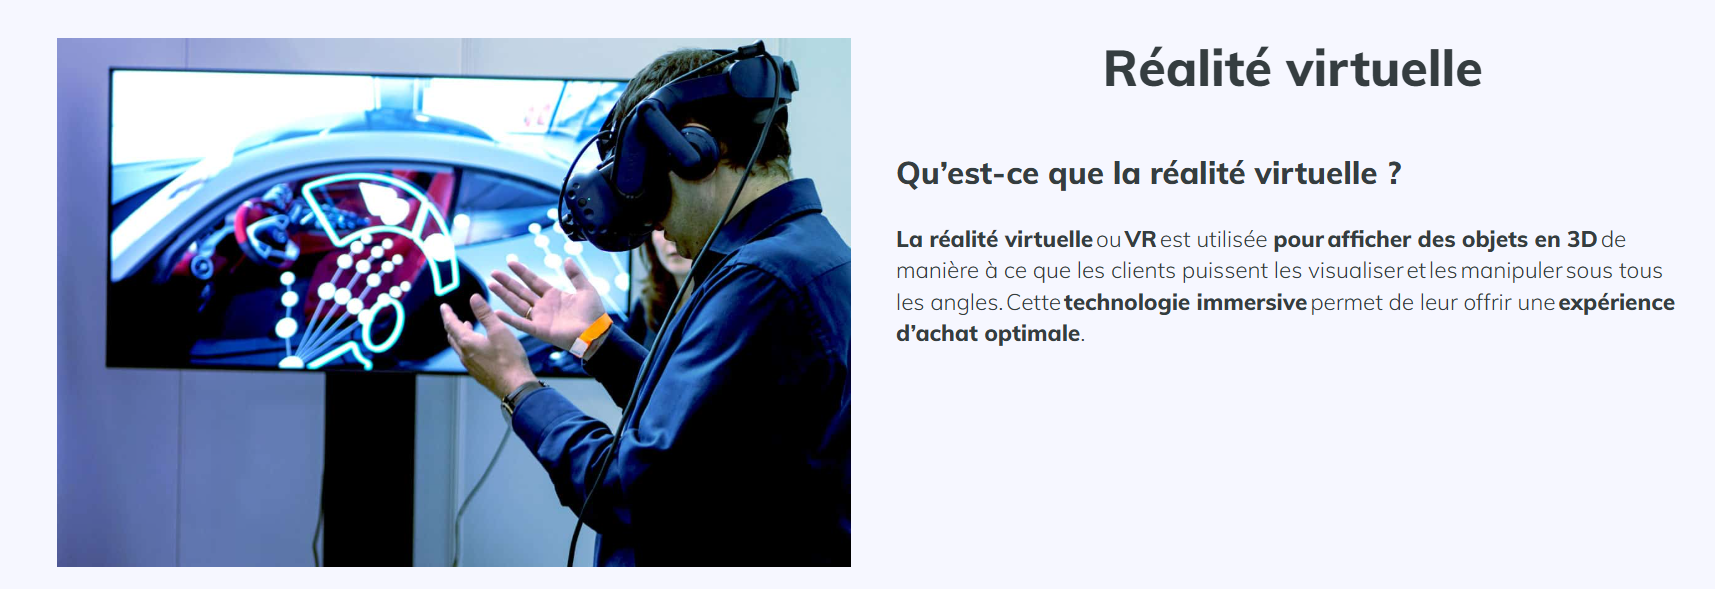 Réalité virtuelle
Qu’est-ce que la réalité virtuelle ?
La réalité virtuelle ou VR est utilisée pour afficher des objets en 3D de
manière à ce que les clients puissent les visualiser et les manipuler sous tous
les angles. Cette technologie immersive permet de leur offrir une expérience
d’achat optimale.